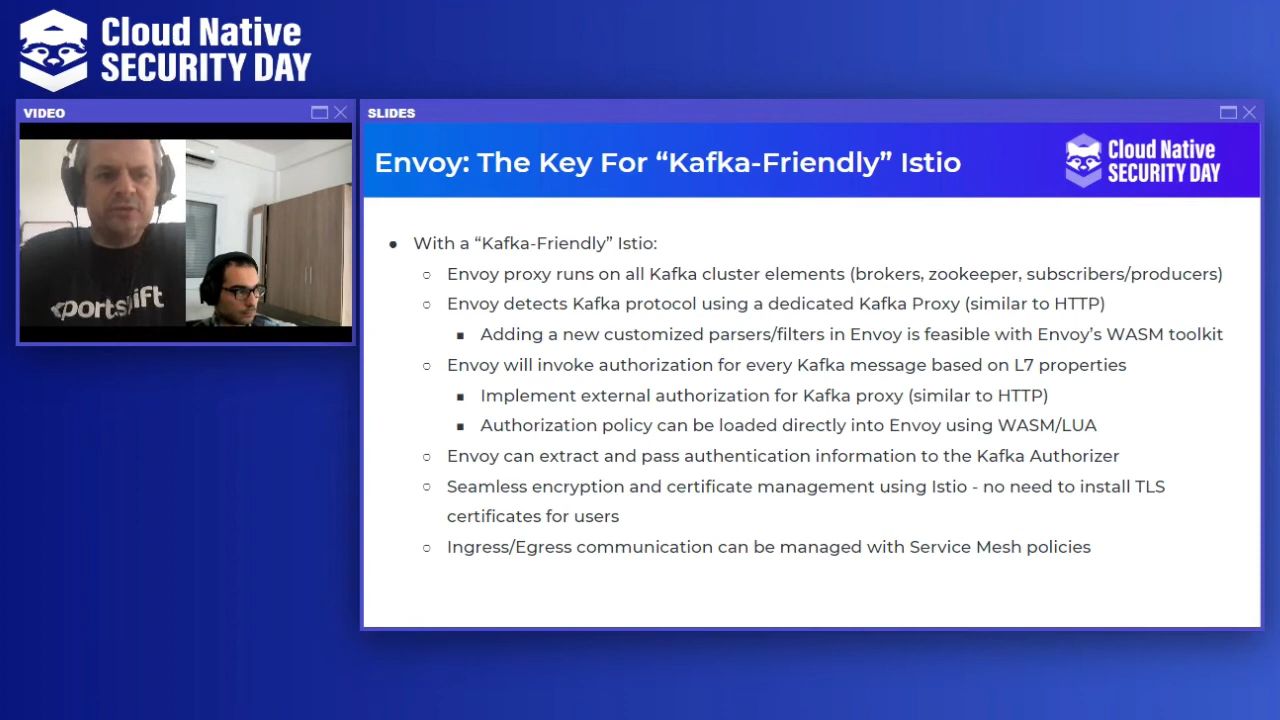 Cloud Native
SECURITY DAY
VIDEO
portshift
SLIDES
Envoy: The Key For “Kafka-Friendly” Istio
Cloud Native
SECURITY DAY
● With a “Kafka-Friendly” Istio:
○ Envoy proxy runs on all Kafka cluster elements (brokers, zookeeper, subscribers/producers)
○ Envoy detects Kafka protocol using a dedicated Kafka Proxy (similar to HTTP)
■ Adding a new customized parsers/filters in Envoy is feasible with Envoy’s WASM toolkit
○ Envoy will invoke authorization for every Kafka message based on L7 properties
■ Implement external authorization for Kafka proxy (similar to HTTP)
■ Authorization policy can be loaded directly into Envoy using WASM/LUA
○ Envoy can extract and pass authentication information to the Kafka Authorizer
○ Seamless encryption and certificate management using Istio - no need to install TLS
certificates for users
○ Ingress/Egress communication can be managed with Service Mesh policies